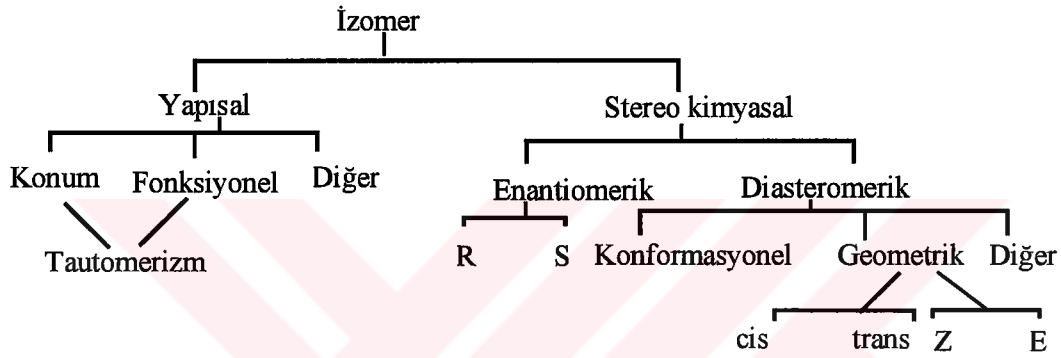 İzomer
Yapısal
Stereo kimyasal
Konum Fonksiyonel Diğer
Enantiomerik Diasteromerik
Tautomerizm
R S Konformasyonel Geometrik Diğer
cis trans Z E